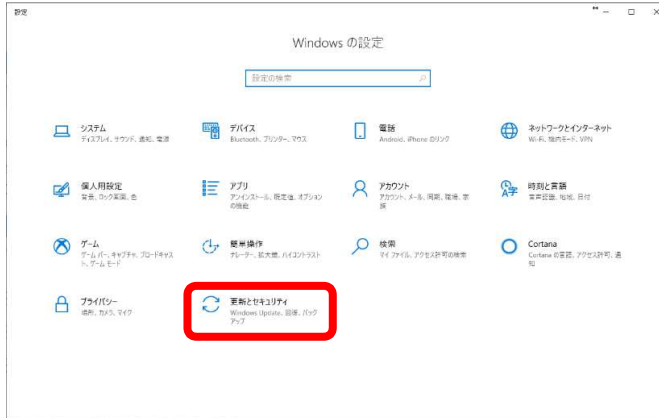 設定
Windows の設定
設定の検索
システム
ディスプレイ、サウンド、通知、電源
デバイス
Bluetooth、プリンター、マウス
電話
Android、iPhone のリンク
ネットワークとインターネット
Wi-Fi、機内モード、VPN
個人用設定
背景、ロック画面、色
アプリ
アンインストール、既定値、オプション
の機能
アカウント
アカウント、メール、同期、職場、家
族
時刻と言語
音声認識、地域、日付
ゲーム
ゲーム バー、キャプチャ、ブロードキャス
ト、ゲーム モード
簡単操作
ナレーター、拡大鏡、ハイコントラスト
検索
マイ ファイル、アクセス許可の検索
Cortana
Cortana の言語、アクセス許可、通
知
プライバシー
場所、カメラ、マイク
更新とセキュリティ
Windows Update、回復、バック
アップ